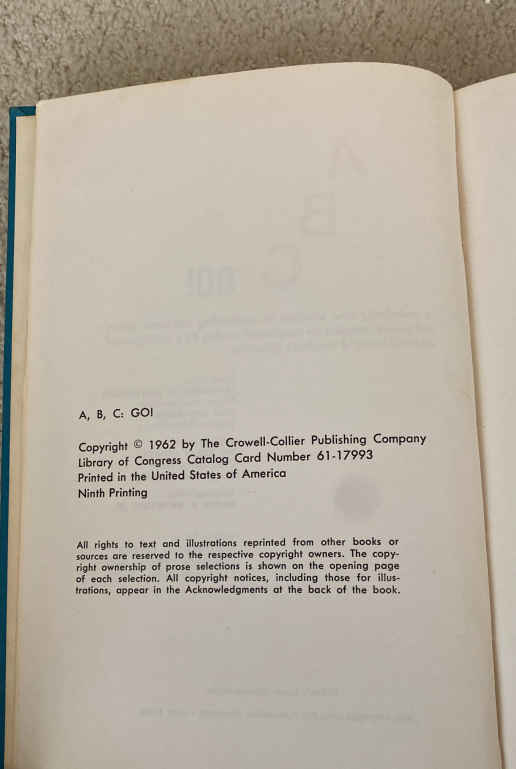 A, B, C: GO!
Copyright © 1962 by The Crowell-Collier Publishing Company
Library of Congress Catalog Card Number 61-17993
Printed in the United States of America
Ninth Printing
All rights to text and illustrations reprinted from other books or
sources are reserved to the respective copyright owners. The copy-
right ownership of prose selections is shown on the opening page
of each selection. All copyright notices, including those for illus-
trations, appear in the Acknowledgments at the back of the book.
A
B
C
GO!